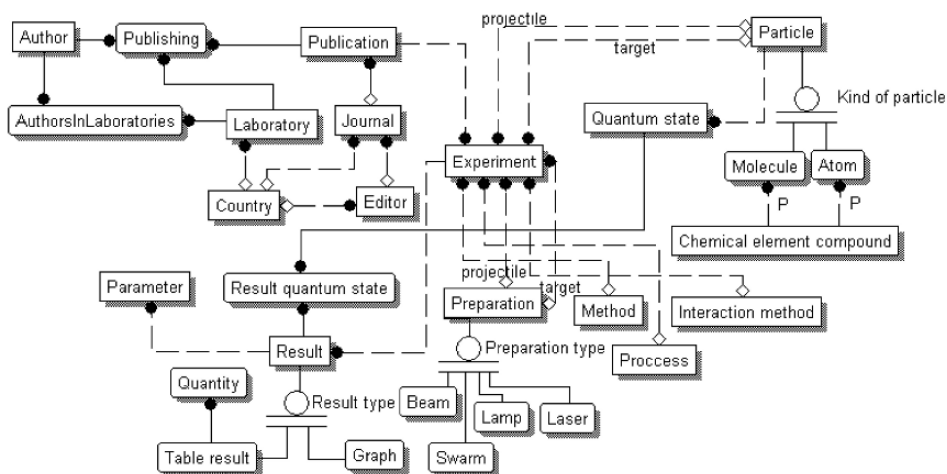 projectile
Author
Publishing
Publication
Particle
target
Kind of particle
AuthorsInLaboratories
Laboratory
Journal
Quantum state
Experiment
Molecule
Atom
Country
Editor
P
P
Chemical element compound
projectile
target
Parameter
Result quantum state
Preparation
Method
Interaction method
Result
Preparation type
Proccess
Quantity
Result type
Beam
Lamp
Laser
Table result
Graph
Swarm